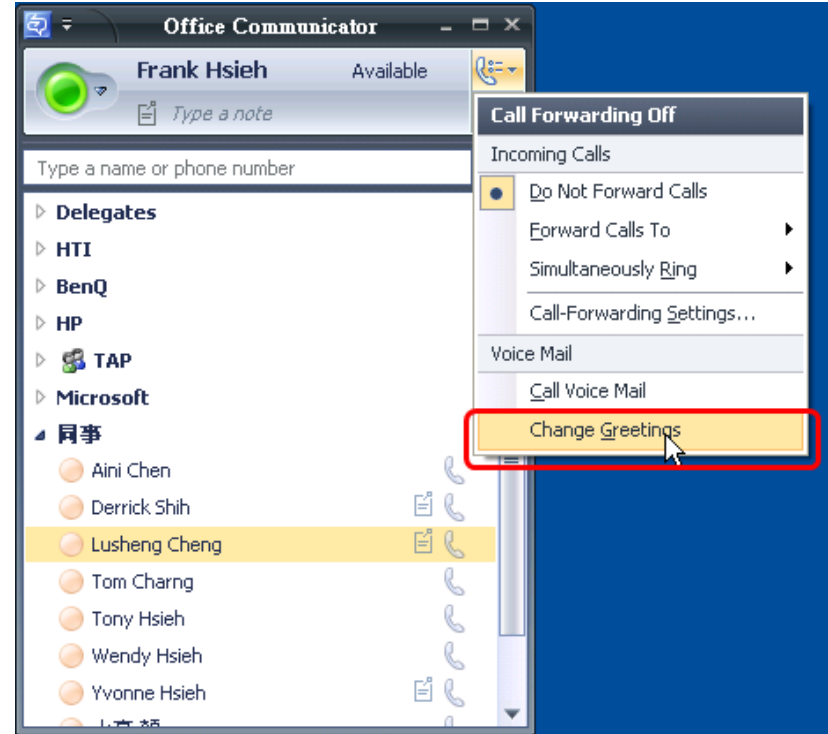 Office Communicator
Frank Hsieh Available
Type a note
Type a name or phone number
Delegates
HTI
BenQ
HP
TAP
Microsoft
同事
Aini Chen
Derrick Shih
Lusheng Cheng
Tom Charng
Tony Hsieh
Wendy Hsieh
Yvonne Hsieh
Call Forwarding Off
Incoming Calls
Do Not Forward Calls
Forward Calls To
Simultaneously Ring
Call-Forwarding Settings...
Voice Mail
Call Voice Mail
Change Greetings